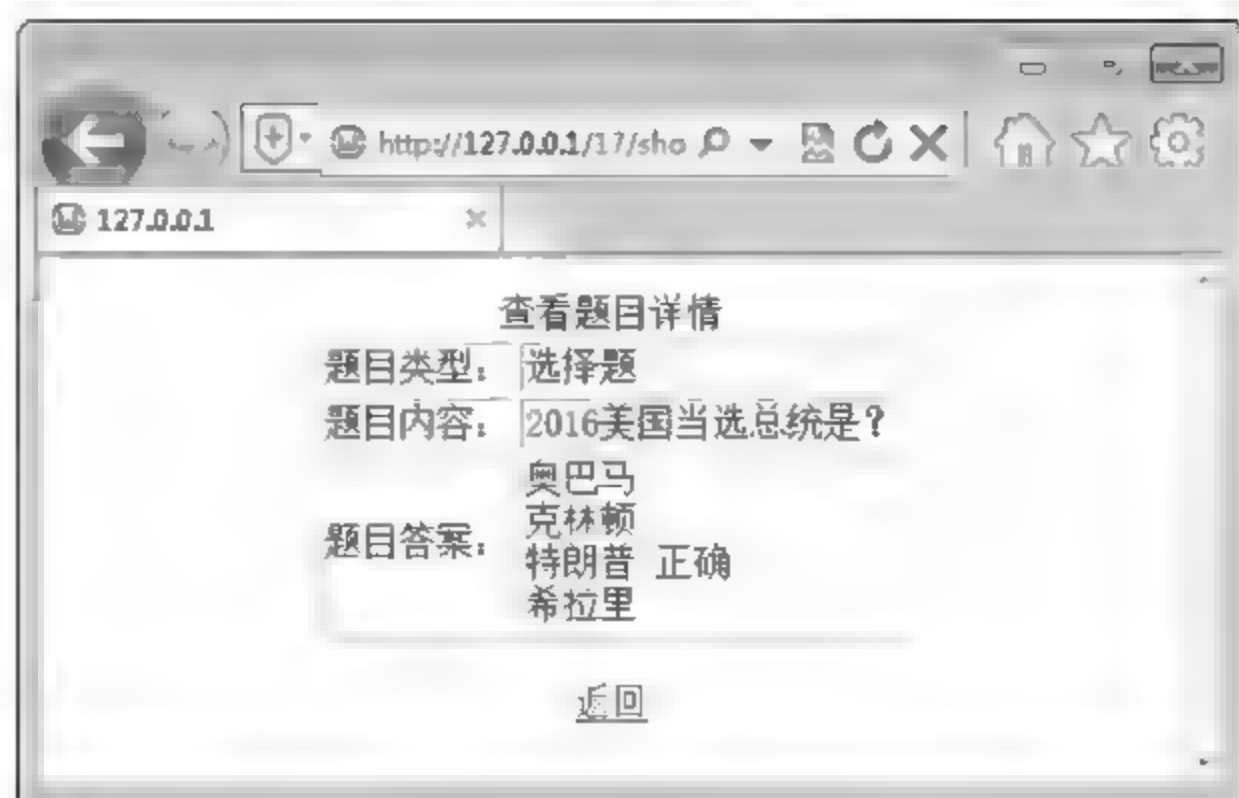 http://127.0.0.1/17/sho
127.0.0.1
查看题目详情
题目类型： 选择题
题目内容： 2016美国当选总统是？
奥巴马
克林顿
题目答案：
特朗普 正确
希拉里
返回